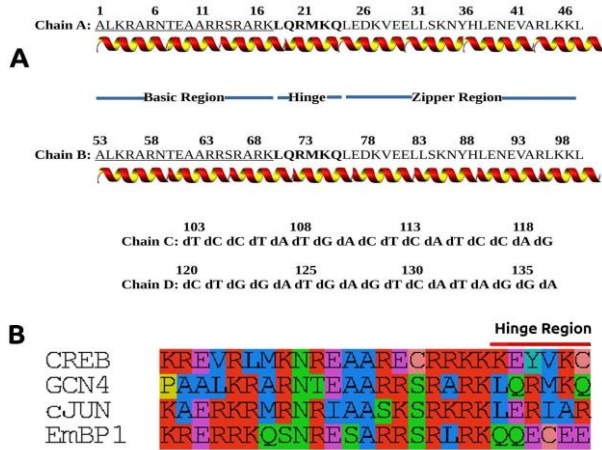 1 6 11 16 21 26 31 36 41 46
Chain A: ALKRARNTEAARRSRARKLQRMKQLEDKVEELLSKNYHLENEVARLKKL
A
Basic Region Hinge Zipper Region
53 58 63 68 73 78 83 88 93 98
Chain B: ALKRARNTEAARRSRARKLQRMKQLEDKVEELLSKNYHLENEVARLKKL
103 108 113 118
Chain C: dT dC dC dT dA dT dG dA dC dT dC dA dT dC dC dA dG
120 125 130 135
Chain D: dC dT dG dG dA dT dG dA dG dT dC dA dT dA dG dG dA
B Hinge Region
CREB KREVRLMKNREAARECRRKKKEYVKC
GCN4 PAALKRARNTEAARRSRARKLQRMKQ
cJUN KAERKRMRNRIAASKSRKRKLERIAR
EmBP1 KRERRKQSNRESARRSRLRKQQECEE